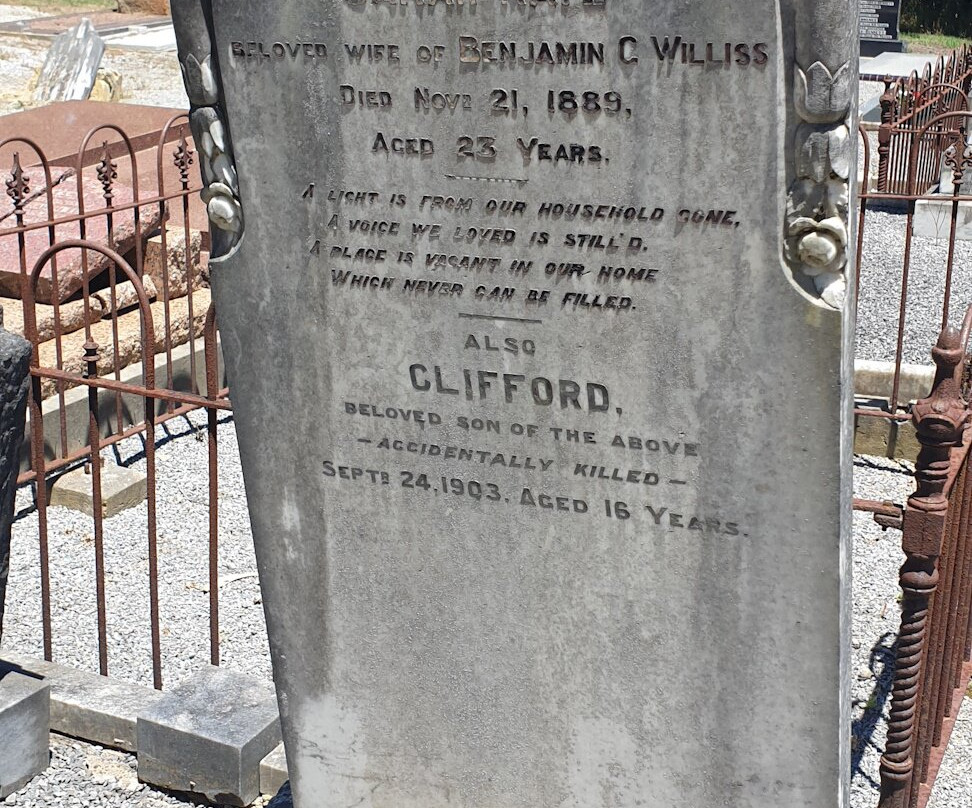 SARAH KATE
BELOVED WIFE OF BENJAMIN C WILLISS
DIED NOVR 21, 1889,
AGED 23 YEARS.
A LIGHT IS FROM OUR HOUSEHOLD GONE,
A VOICE WE LOVED IS STILL'D,
A PLACE IS VACANT IN OUR HOME
WHICH NEVER CAN BE FILLED.
ALSO
CLIFFORD,
BELOVED SON OF THE ABOVE
— ACCIDENTALLY KILLED —
SEPTR 24, 1903. AGED 16 YEARS.